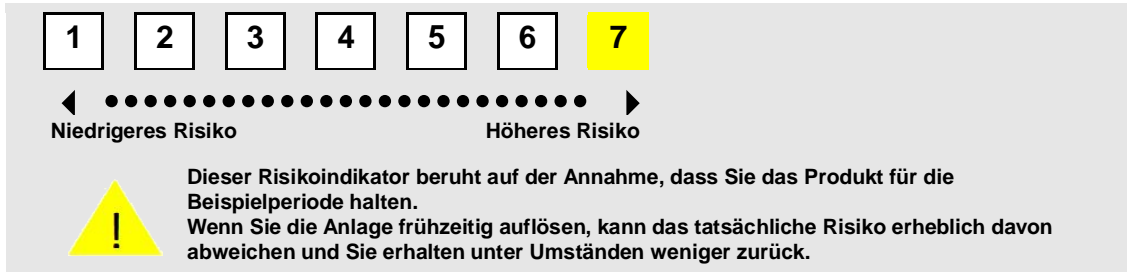 1 2 3 4 5 6 7
Niedrigeres Risiko Höheres Risiko
Dieser Risikoindikator beruht auf der Annahme, dass Sie das Produkt für die
Beispielperiode halten.
Wenn Sie die Anlage frühzeitig auflösen, kann das tatsächliche Risiko erheblich davon
abweichen und Sie erhalten unter Umständen weniger zurück.
!